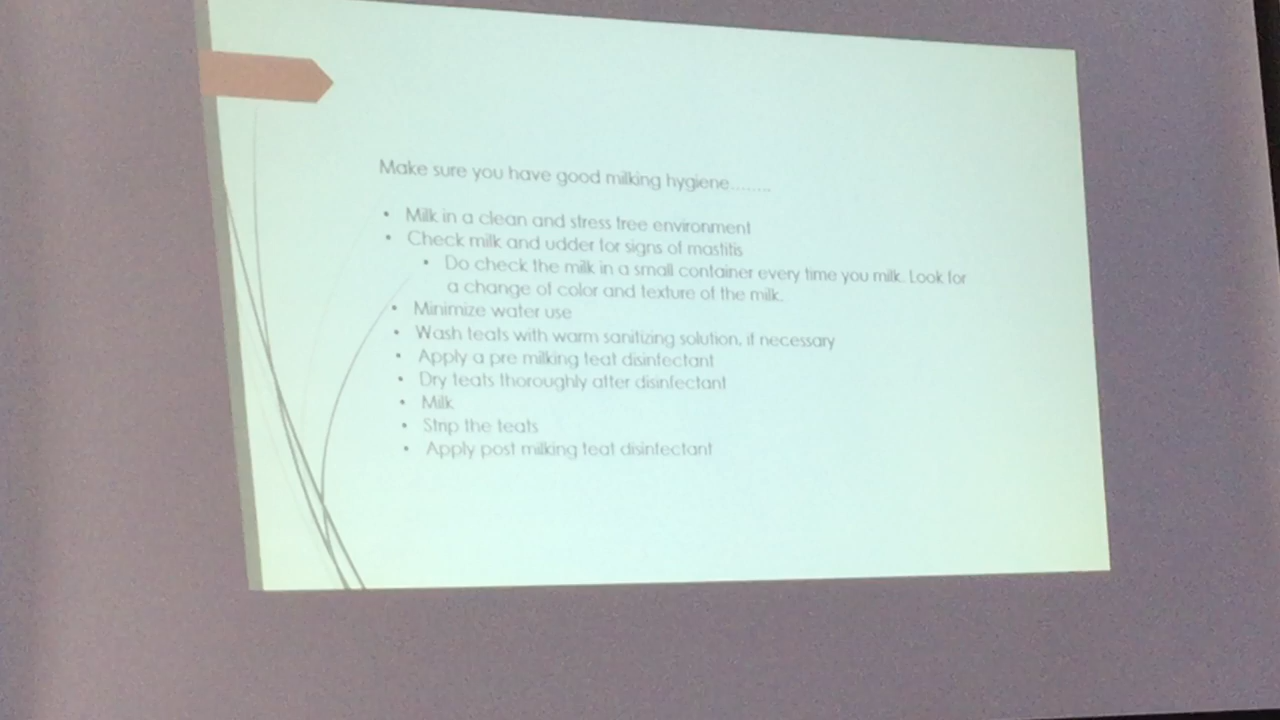 Make sure you have good milking hygiene........
• Milk in a clean and stress free environment
• Check milk and udder for signs of mastitis
• Do check the milk in a small container every time you milk. Look for
a change of color and texture of the milk.
• Minimize water use
• Wash teats with warm sanitizing solution, if necessary
• Apply a pre milking teat disinfectant
• Dry teats thoroughly after disinfectant
• Milk
• Strip the teats
• Apply post milking teat disinfectant